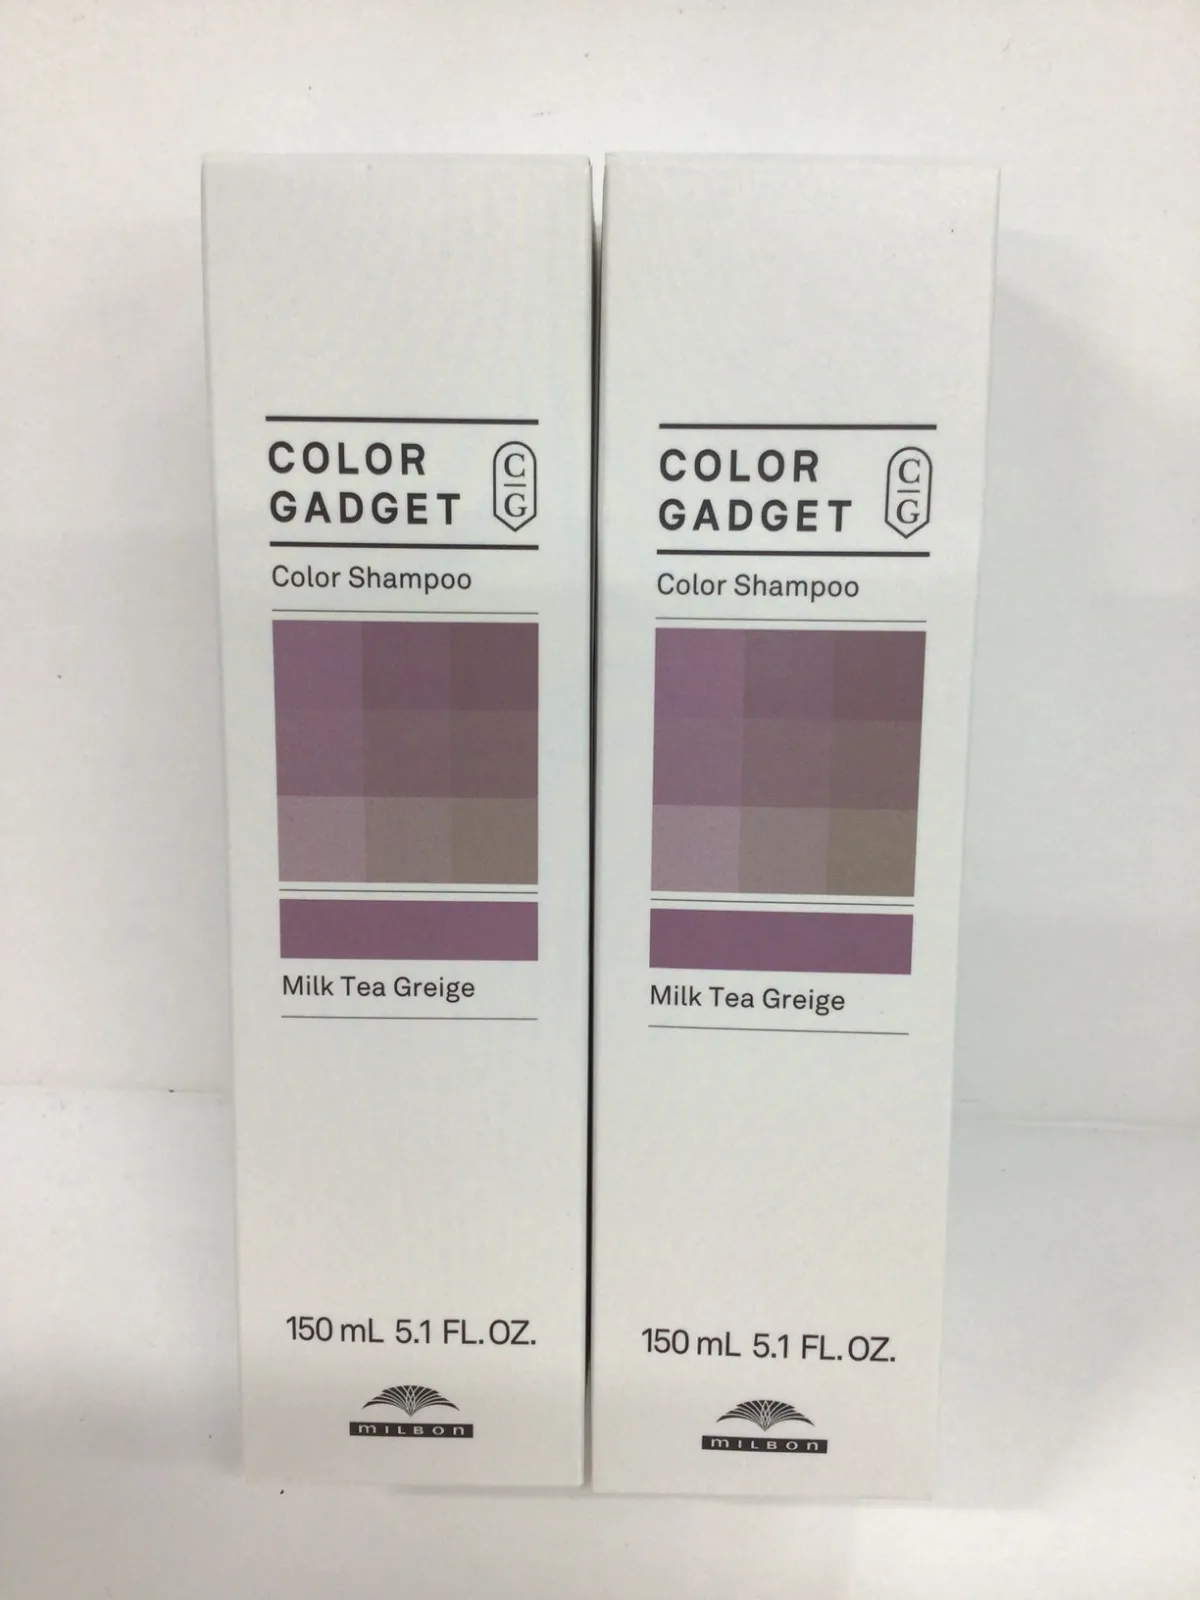 COLOR
GADGET
C
G
Color Shampoo
Milk Tea Greige
150 mL 5.1 FL.OZ.
MILBON
COLOR
GADGET
C
G
Color Shampoo
Milk Tea Greige
150 mL 5.1 FL.OZ.
MILBON